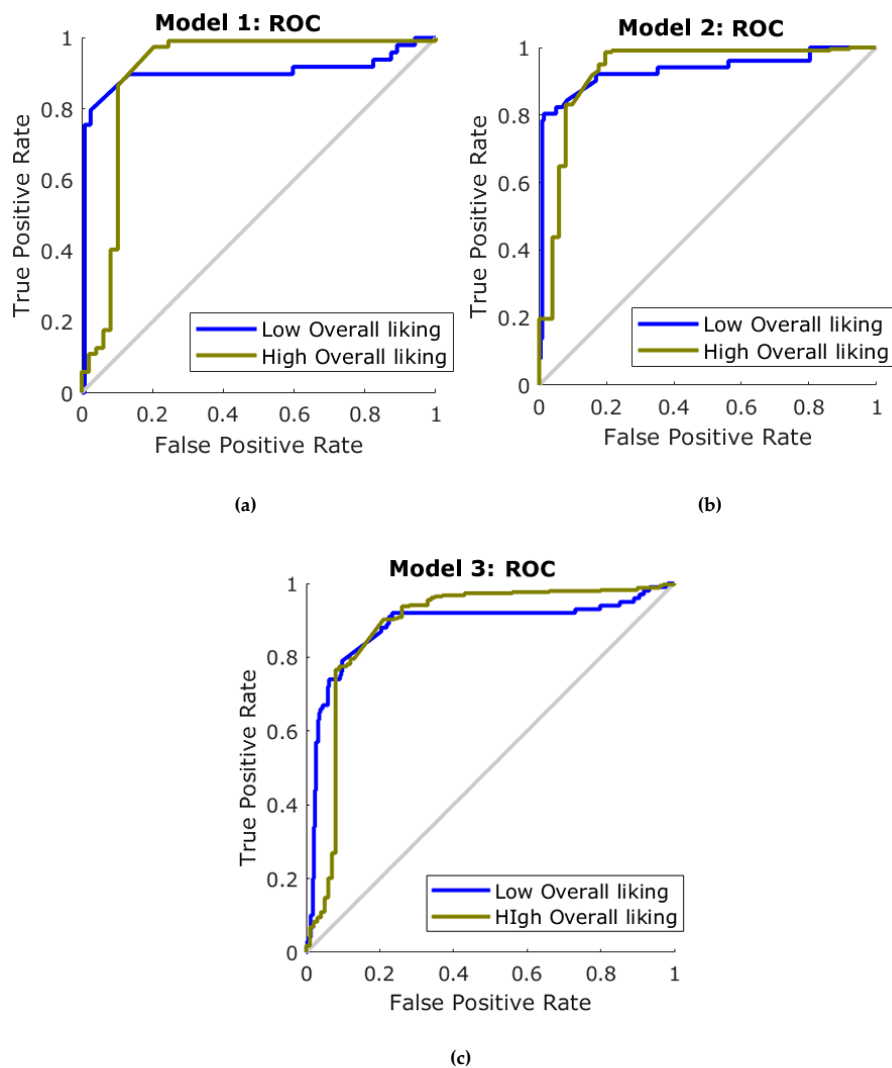 Model 1: ROC
1
0.8
0.6
0.4
0.2
0
True Positive Rate
Low Overall liking
High Overall liking
0 0.2 0.4 0.6 0.8 1
False Positive Rate
(a)
Model 2: ROC
1
0.8
0.6
0.4
0.2
0
True Positive Rate
Low Overall liking
High Overall liking
0 0.2 0.4 0.6 0.8 1
False Positive Rate
(b)
Model 3: ROC
1
0.8
0.6
0.4
0.2
0
True Positive Rate
Low Overall liking
HIgh Overall liking
0 0.2 0.4 0.6 0.8 1
False Positive Rate
(c)